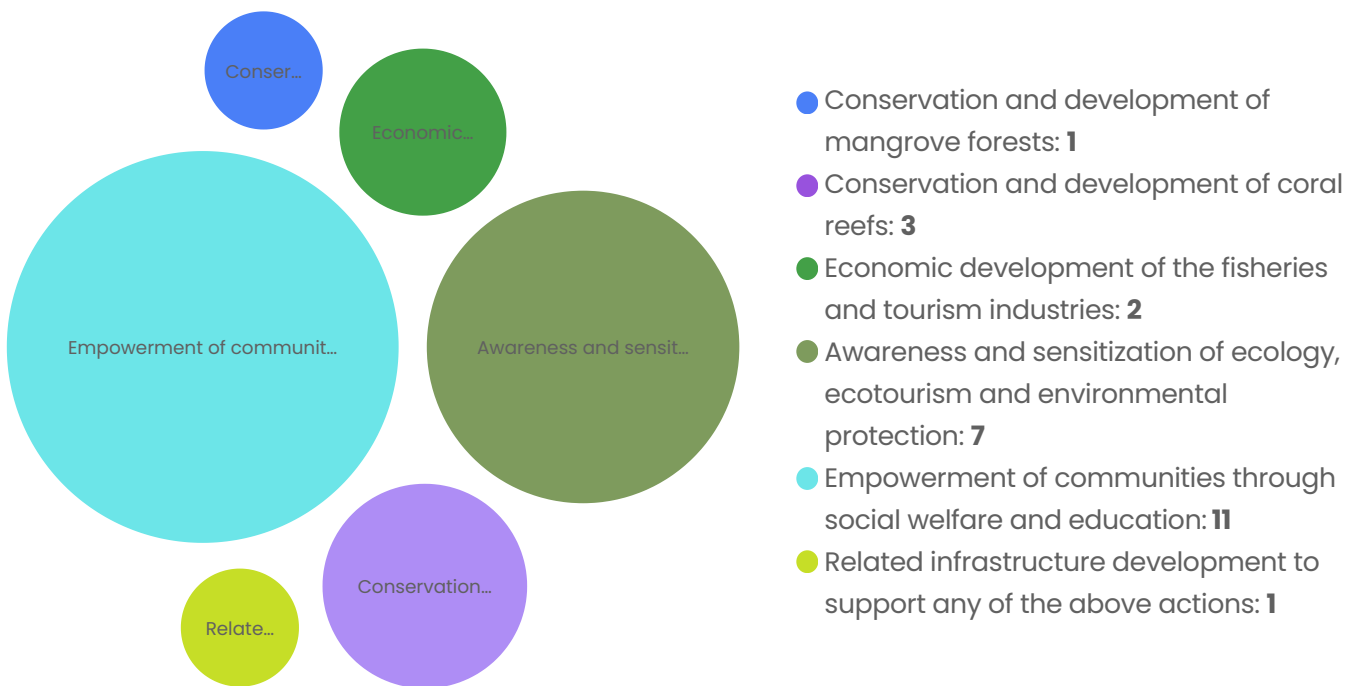 Conser...
Economic...
Empowerment of communit...
Awareness and sensit...
Conservation...
Relate...
Conservation and development of
mangrove forests: 1
Conservation and development of coral
reefs: 3
Economic development of the fisheries
and tourism industries: 2
Awareness and sensitization of ecology,
ecotourism and environmental
protection: 7
Empowerment of communities through
social welfare and education: 11
Related infrastructure development to
support any of the above actions: 1